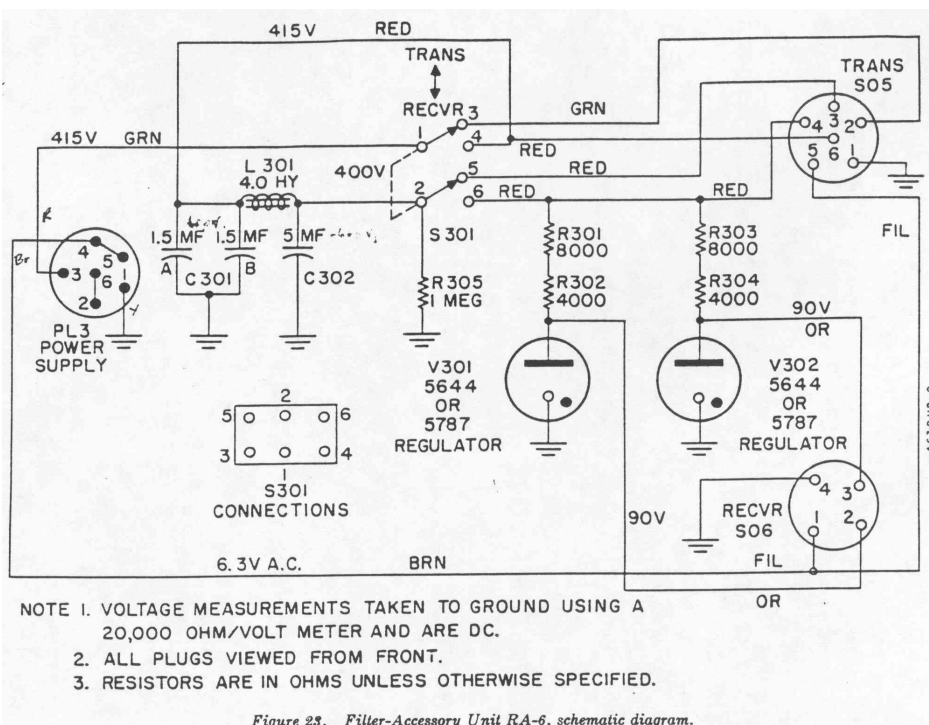 415V RED
TRANS
RECVR
3
4
GRN
RED
TRANS
SO5
4 3 2
5 6 1
415V GRN
L 301
4.0 HY
400V
2
5
6
RED
RED
RED
FIL
R
Br
4 5
3 6
2
1
Y
PL3
POWER
SUPPLY
1.5 MF 1.5 MF 5 MF
A C301 B C302
S 301
R305
1 MEG
R301
8000
R302
4000
R303
8000
R304
4000
90V
OR
V301
5644
OR
5787
REGULATOR
V302
5644
OR
5787
REGULATOR
2
5 6
3 4
1
S301
CONNECTIONS
90V
RECVR
SO6
4 3
1 2
FIL
6.3V A.C. BRN
OR
NOTE 1. VOLTAGE MEASUREMENTS TAKEN TO GROUND USING A
20,000 OHM/VOLT METER AND ARE DC.
2. ALL PLUGS VIEWED FROM FRONT.
3. RESISTORS ARE IN OHMS UNLESS OTHERWISE SPECIFIED.
Figure 23. Filter-Accessory Unit RA-6, schematic diagram.